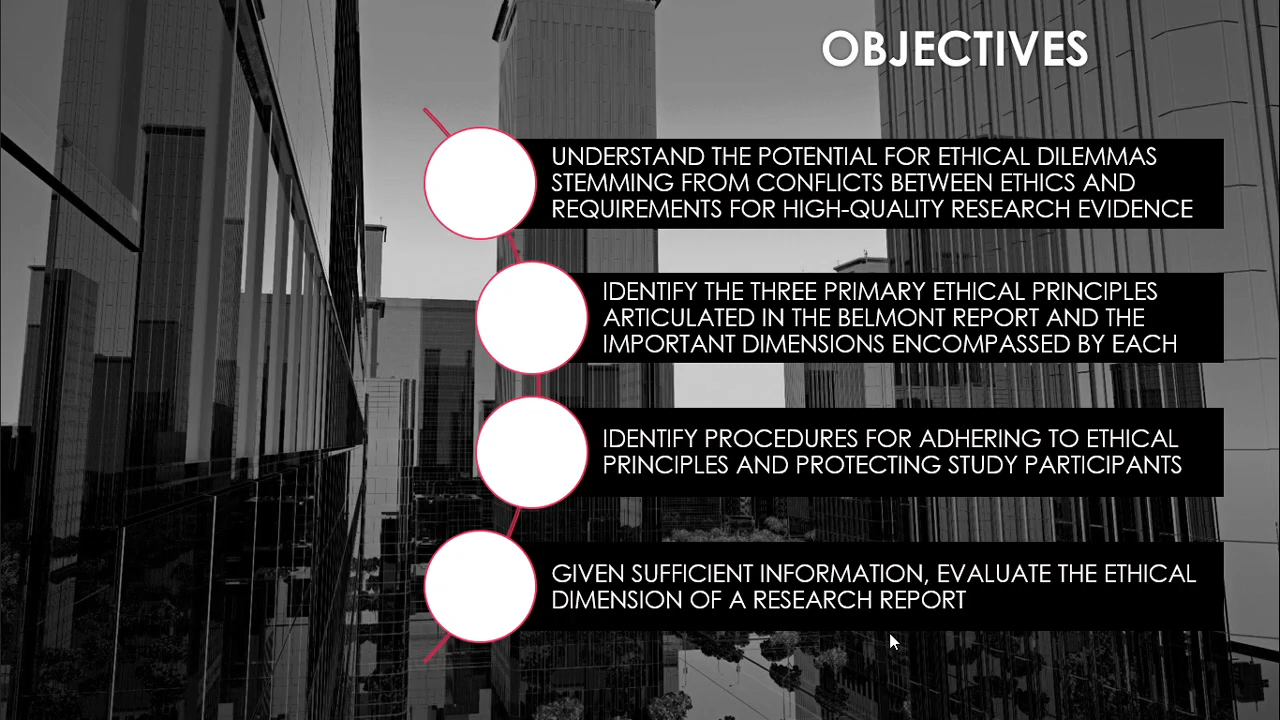 OBJECTIVES
UNDERSTAND THE POTENTIAL FOR ETHICAL DILEMMAS
STEMMING FROM CONFLICTS BETWEEN ETHICS AND
REQUIREMENTS FOR HIGH-QUALITY RESEARCH EVIDENCE
IDENTIFY THE THREE PRIMARY ETHICAL PRINCIPLES
ARTICULATED IN THE BELMONT REPORT AND THE
IMPORTANT DIMENSIONS ENCOMPASSED BY EACH
IDENTIFY PROCEDURES FOR ADHERING TO ETHICAL
PRINCIPLES AND PROTECTING STUDY PARTICIPANTS
GIVEN SUFFICIENT INFORMATION, EVALUATE THE ETHICAL
DIMENSION OF A RESEARCH REPORT